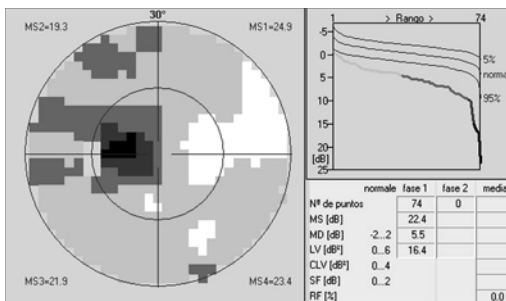 30°
MS2=19.3
MS1=24.9
MS3=21.9
MS4=23.4
1 > Rango > 74
-5
0
5
10
15
20
[dB]
25
5%
norma
95%
normale fase 1 fase 2 media
Nº de puntos 74 0
MS [dB] 22.4
MD [dB] -2...2 5.5
LV [dB²] 0...6 16.4
CLV [dB²] 0...4
SF [dB] 0...2
RF [%] 0.0